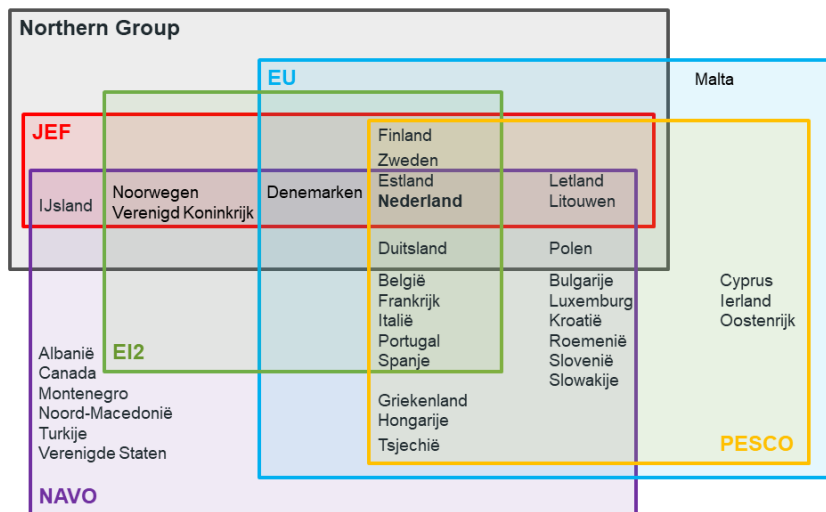 Northern Group
EU
Malta
JEF
Finland
Zweden
Estland
Nederland
Letland
Litouwen
IJsland
Noorwegen
Verenigd Koninkrijk
Denemarken
Duitsland
Polen
België
Frankrijk
Italië
Portugal
Spanje
Bulgarije
Luxemburg
Kroatië
Roemenië
Slovenië
Slowakije
Cyprus
Ierland
Oostenrijk
EI2
Albanië
Canada
Montenegro
Noord-Macedonië
Turkije
Verenigde Staten
Griekenland
Hongarije
Tsjechië
PESCO
NAVO